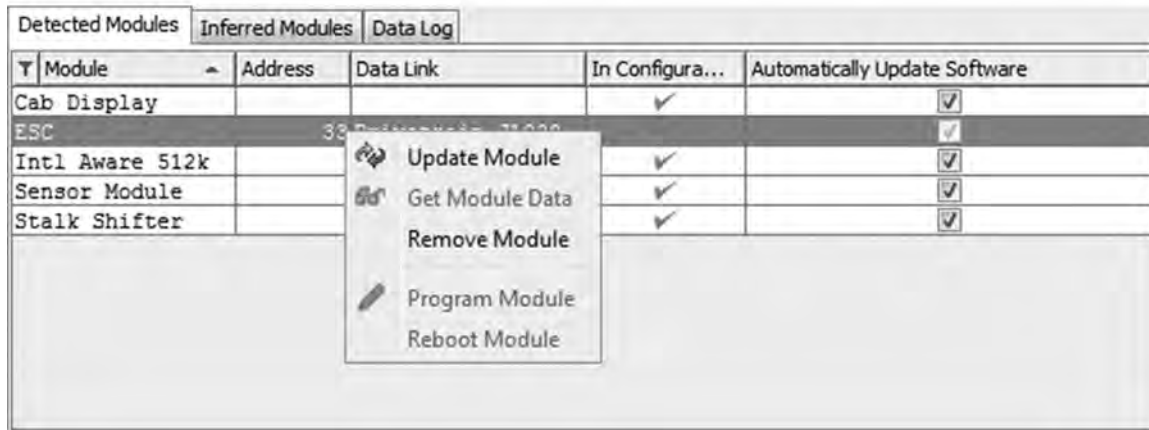 Detected Modules Inferred Modules Data Log
Module Address Data Link In Configura... Automatically Update Software
Cab Display
ESC 33
Intl Aware 512k
Sensor Module
Stalk Shifter
Update Module
Get Module Data
Remove Module
Program Module
Reboot Module